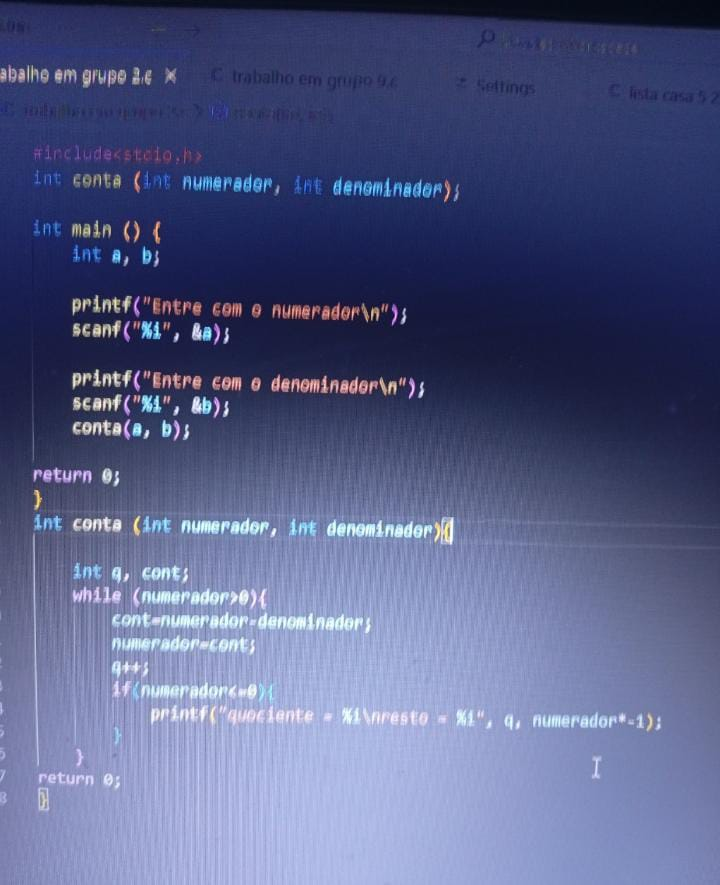 abalho em grupo 3.c ✕ C trabalho em grupo 9.c Settings C lista casa 5 2
#include<stdio.h>
int conta (int numerador, int denominador);
int main () {
int a, b;
printf("Entre com o numerador\n");
scanf("%i", &a);
printf("Entre com o denominador\n");
scanf("%i", &b);
conta(a, b);
return 0;
}
int conta (int numerador, int denominador){
int q, cont;
while (numerador>0){
cont=numerador-denominador;
numerador=cont;
q++;
if(numerador<=0){
printf("quociente = %i\nresto = %i", q, numerador*-1);
}
}
return 0;
}